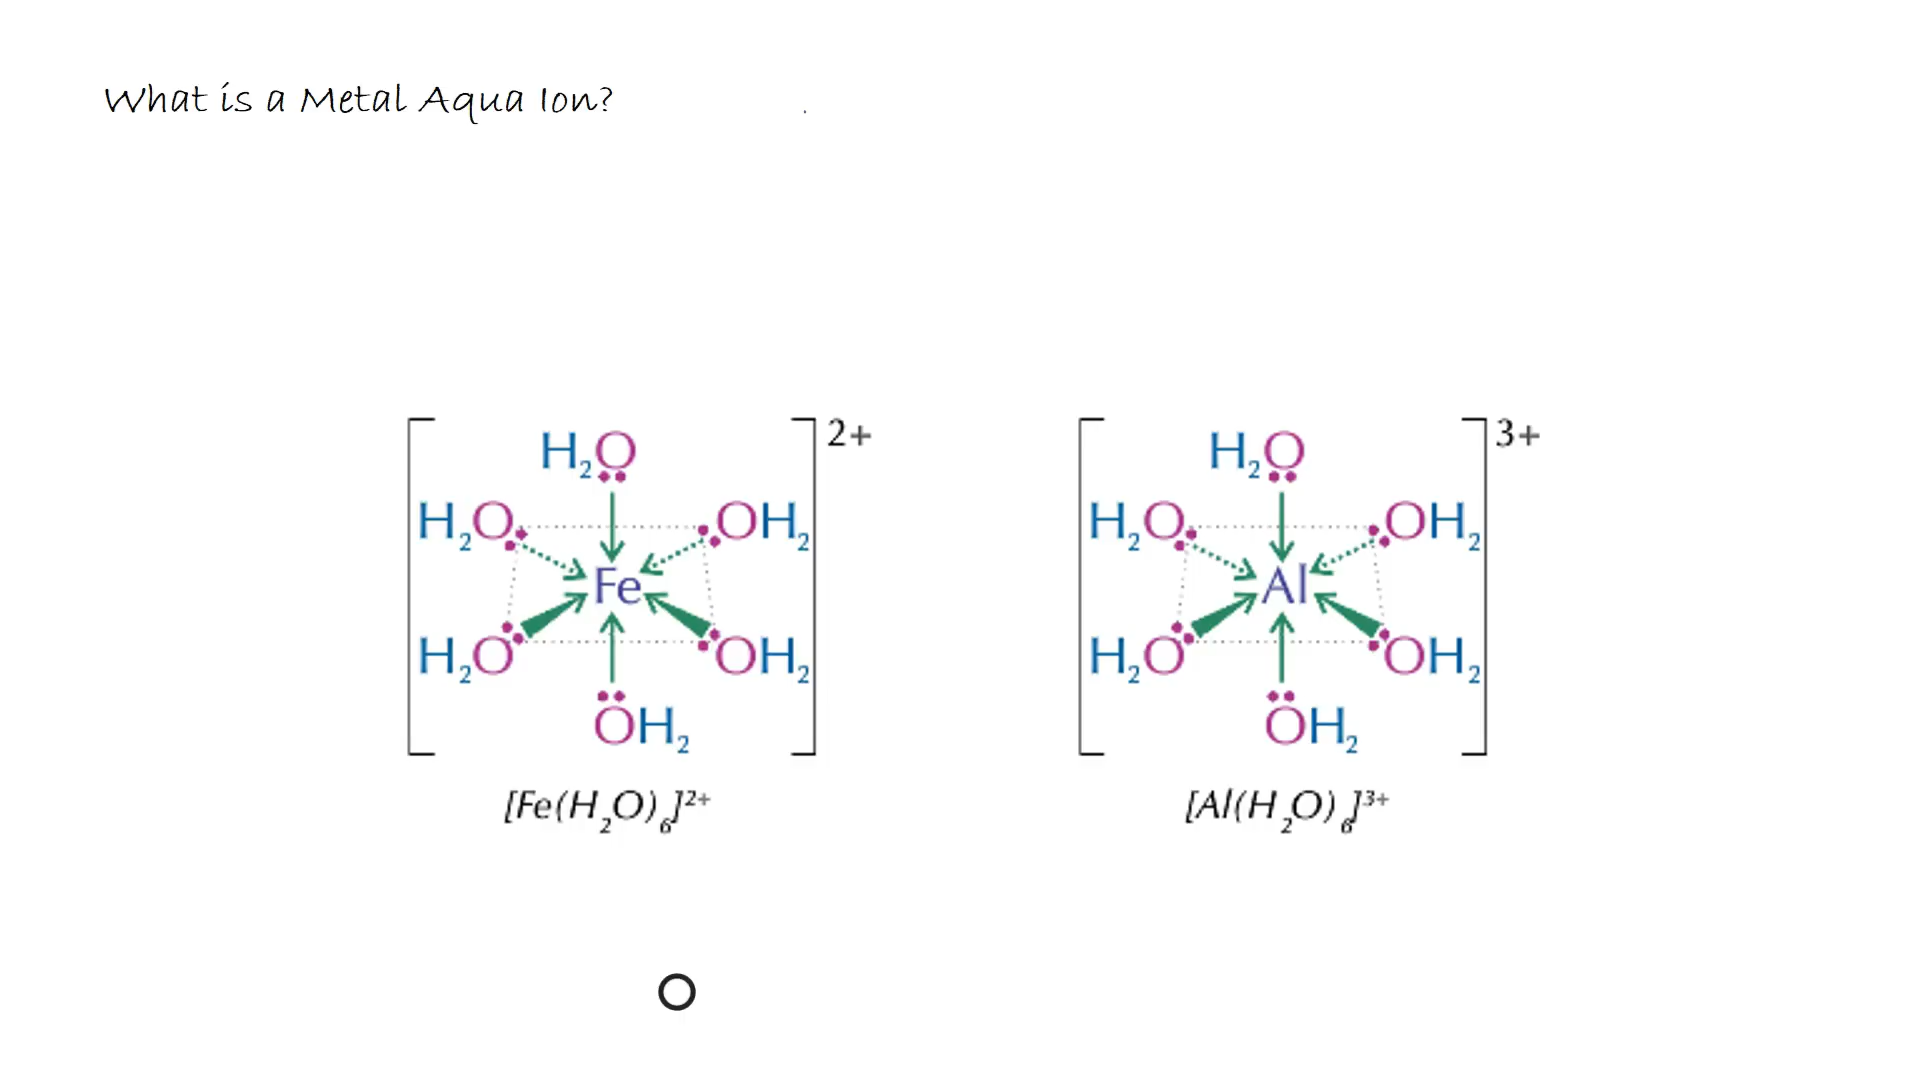 What is a Metal Aqua Ion?
[ ]2+
H2O
H2O OH2
Fe
H2O OH2
OH2
[Fe(H2O)6]2+
[ ]3+
H2O
H2O OH2
Al
H2O OH2
OH2
[Al(H2O)6]3+